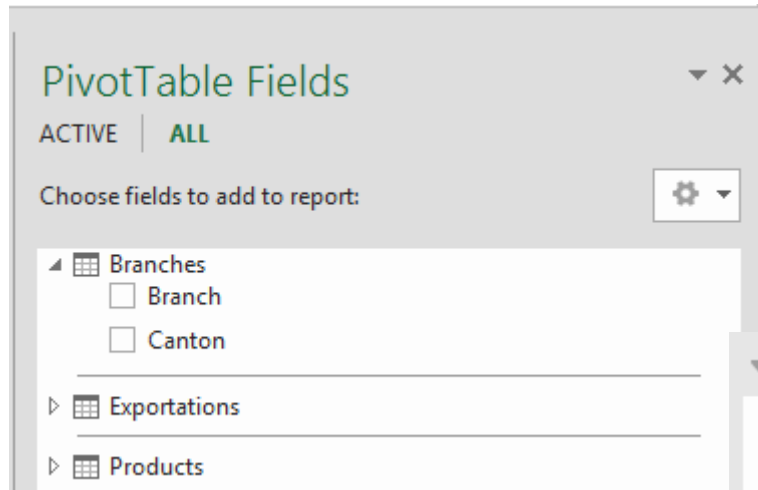 PivotTable Fields
ACTIVE ALL
Choose fields to add to report:
Branches
Branch
Canton
Exportations
Products